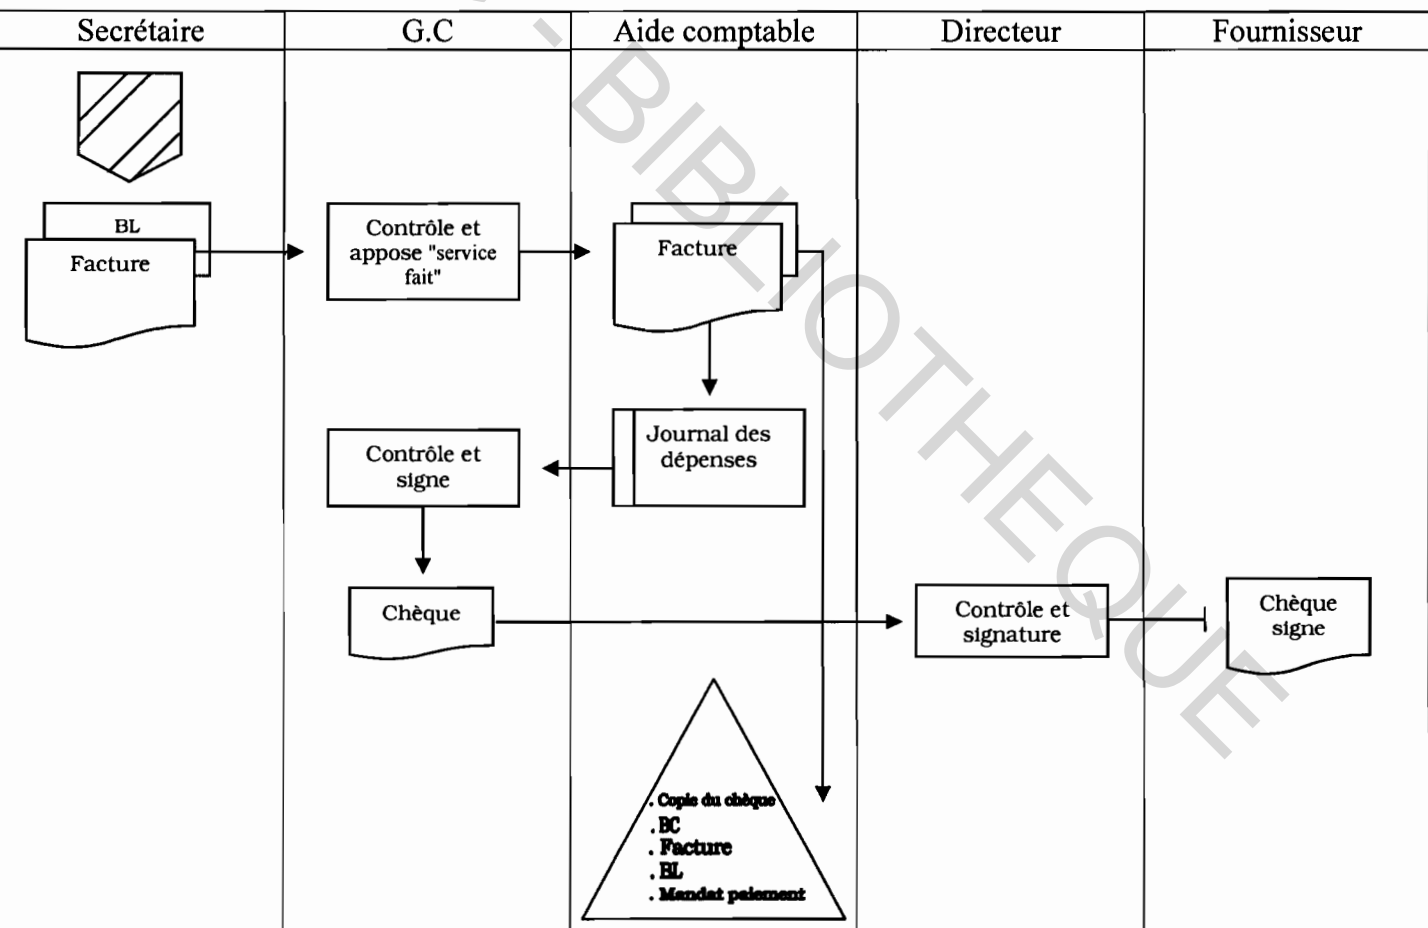 Secrétaire
G.C
Aide comptable
Directeur
Fournisseur
BL
Facture
Contrôle et
appose "service
fait"
Facture
Contrôle et
signe
Journal des
dépenses
Chèque
Contrôle et
signature
Chèque
signe
. Copie du chèque
. BC
. Facture
. BL
. Mandat paiement
- BIBLIOTHEQUE